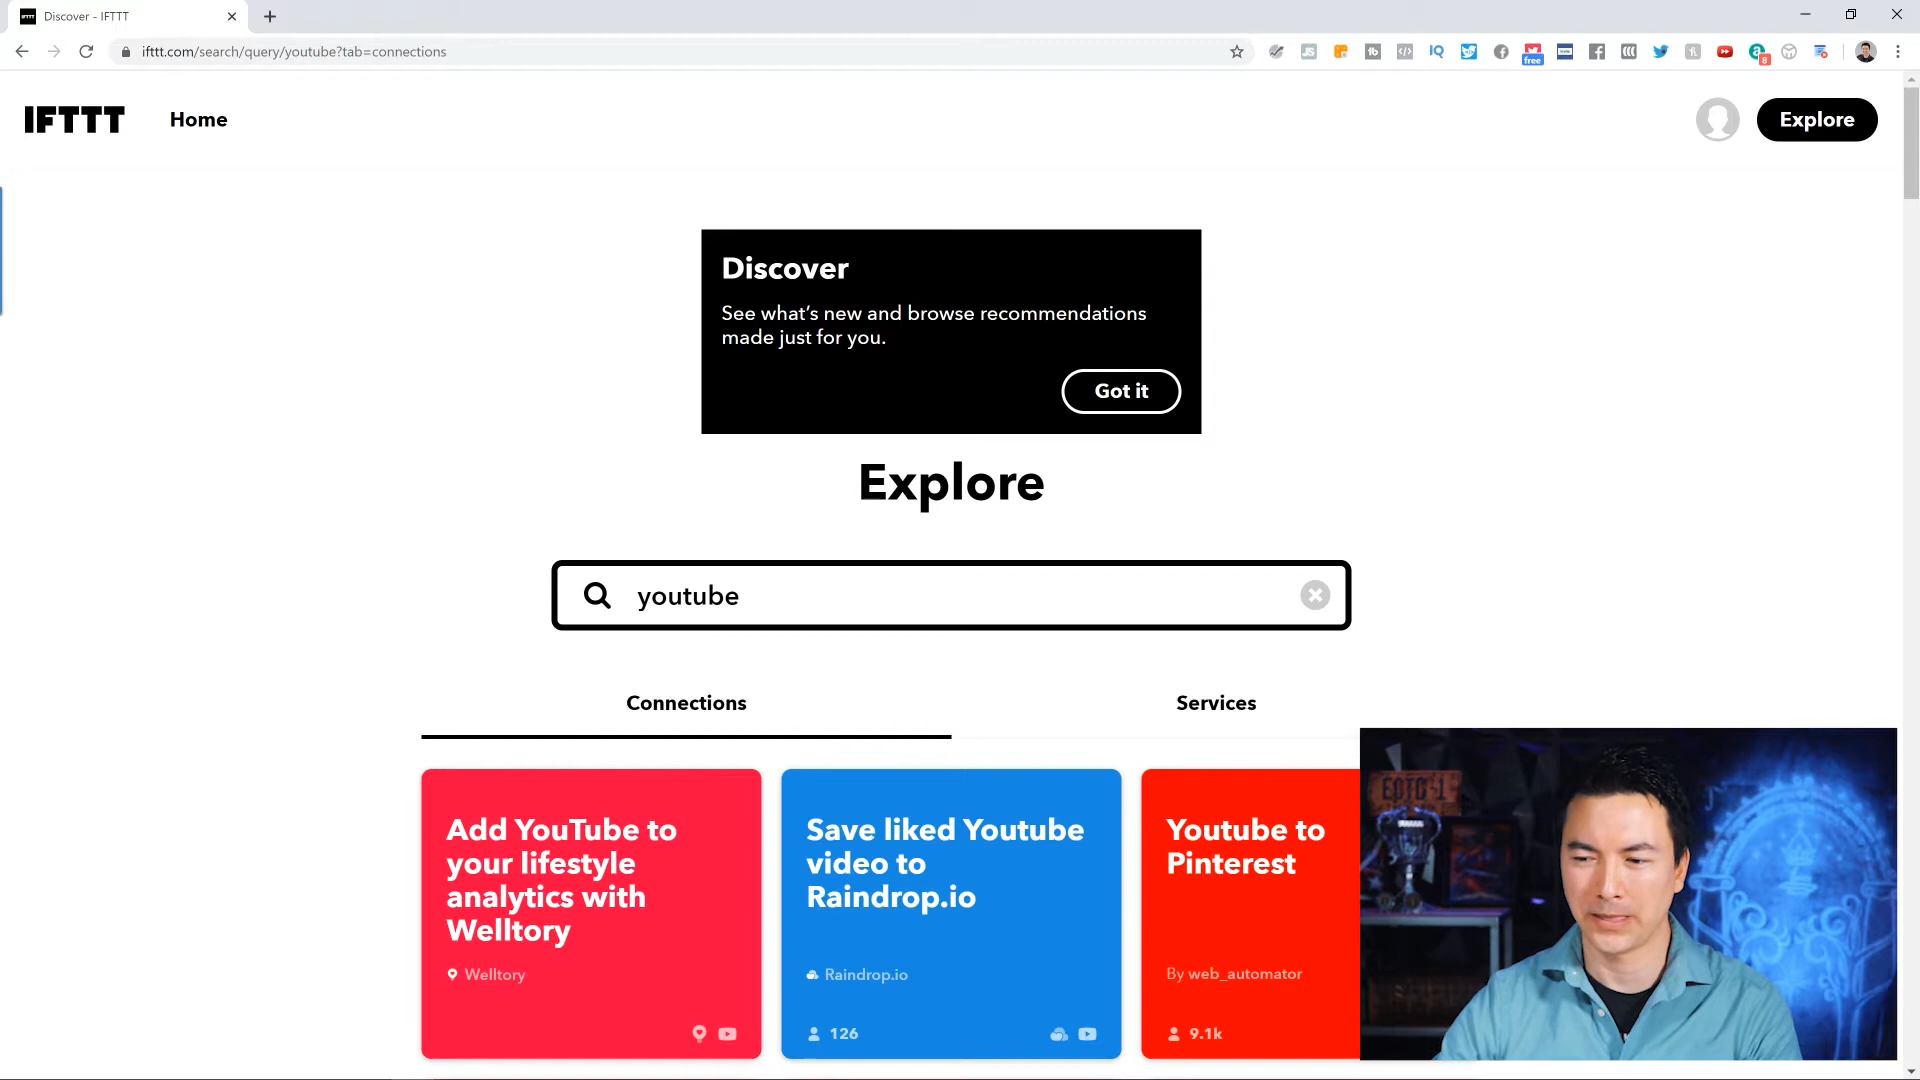 Discover - IFTTT
ifttt.com/search/query/youtube?tab=connections
free
8
IFTTT
Home
Explore
Discover
See what's new and browse recommendations
made just for you.
Got it
Explore
youtube
Connections
Services
Add YouTube to
your lifestyle
analytics with
Welltory
Welltory
Save liked Youtube
video to
Raindrop.io
Raindrop.io
126
Youtube to
Pinterest
By web_automator
9.1k